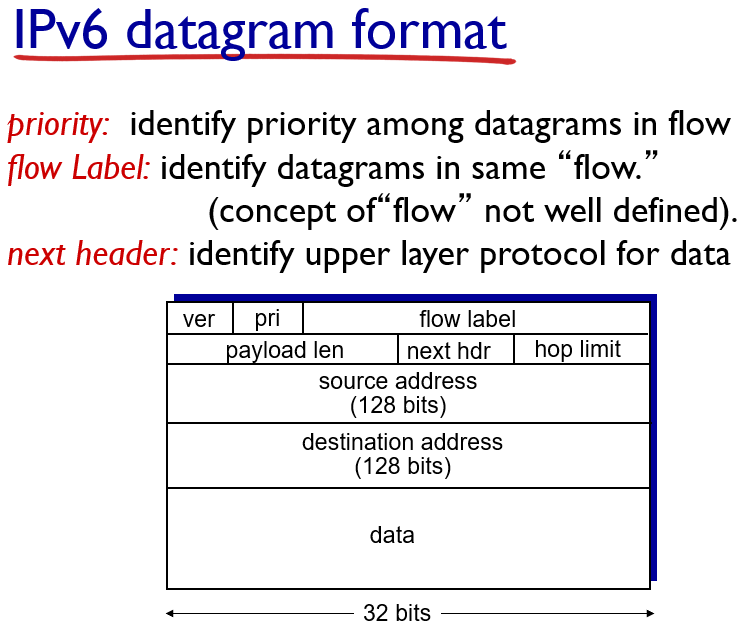 IPv6 datagram format
priority: identify priority among datagrams in flow
flow Label: identify datagrams in same “flow.”
(concept of“flow” not well defined).
next header: identify upper layer protocol for data
ver pri flow label
payload len next hdr hop limit
source address
(128 bits)
destination address
(128 bits)
data
32 bits